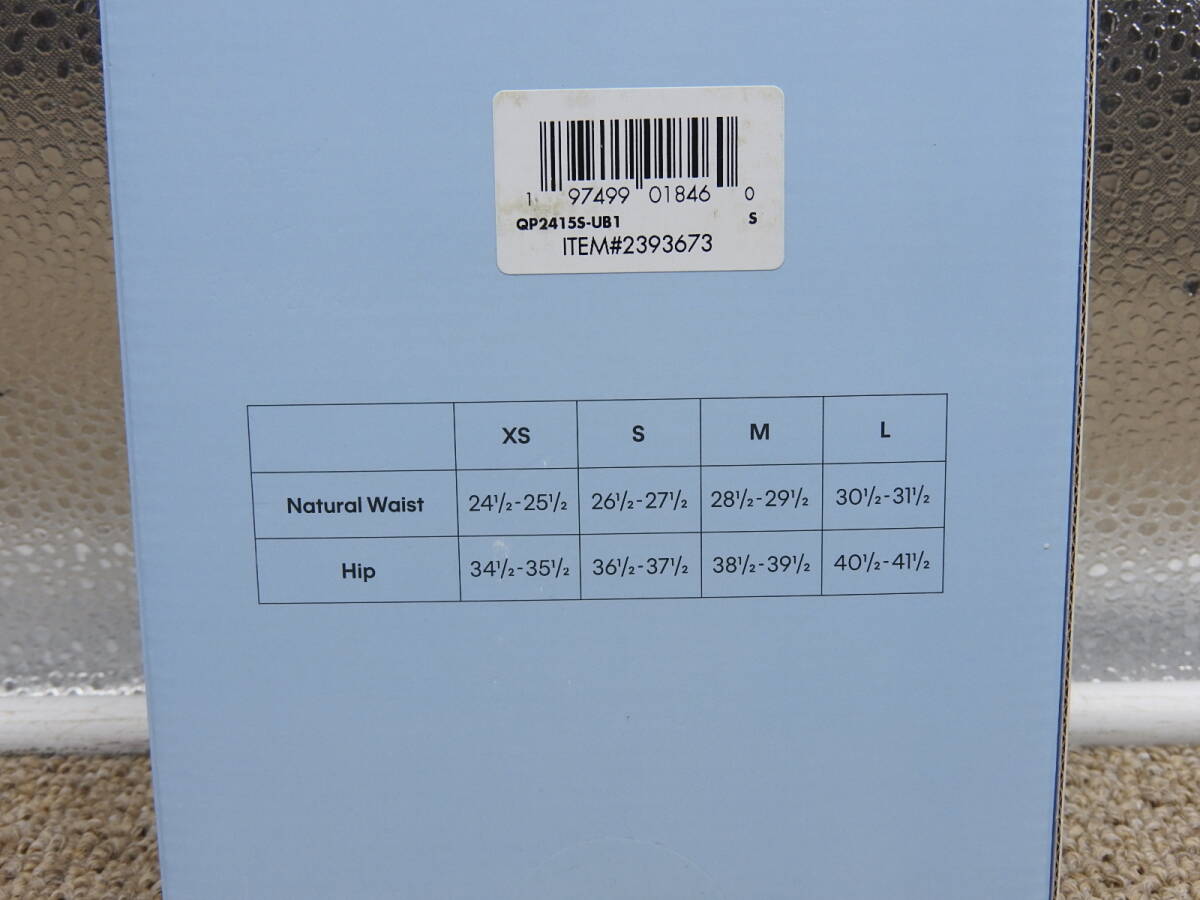 1 97499 01846 0
QP2415S-UB1 S
ITEM#2393673
XS S M L
Natural Waist 24½-25½ 26½-27½ 28½-29½ 30½-31½
Hip 34½-35½ 36½-37½ 38½-39½ 40½-41½